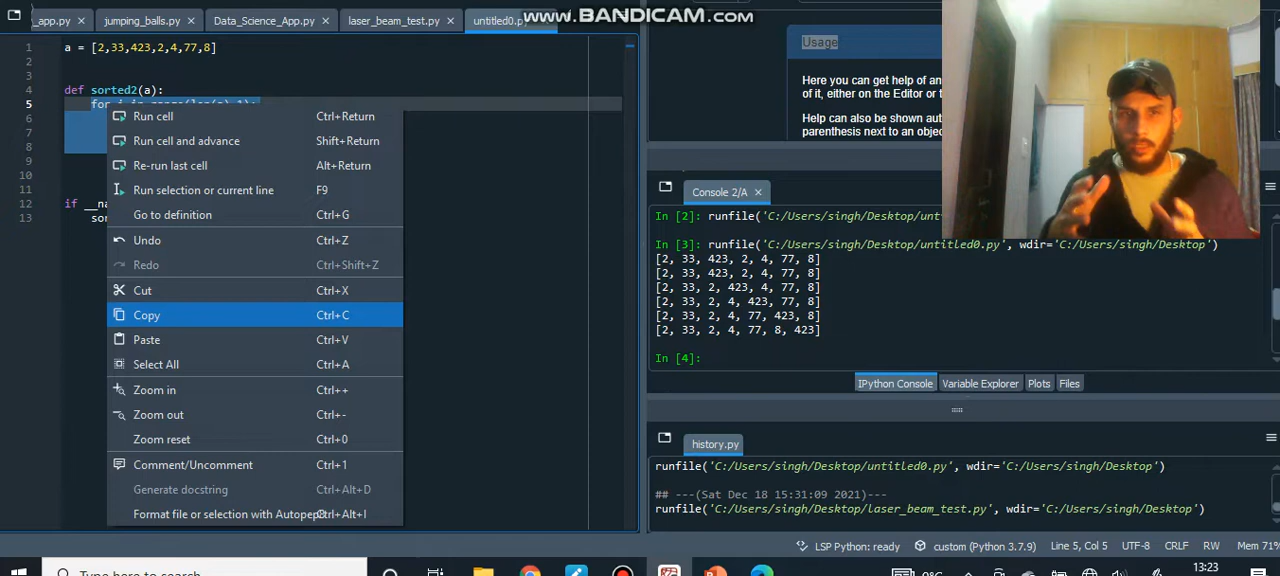 www.BANDICAM.com
_app.py
jumping_balls.py
Data_Science_App.py
laser_beam_test.py
untitled0.py
1 a = [2,33,423,2,4,77,8]
2
3
4 def sorted2(a):
5
6
7
8
9
10
11
12 if __na
13 so
Run cell Ctrl+Return
Run cell and advance Shift+Return
Re-run last cell Alt+Return
Run selection or current line F9
Go to definition Ctrl+G
Undo Ctrl+Z
Redo Ctrl+Shift+Z
Cut Ctrl+X
Copy Ctrl+C
Paste Ctrl+V
Select All Ctrl+A
Zoom in Ctrl++
Zoom out Ctrl+-
Zoom reset Ctrl+0
Comment/Uncomment Ctrl+1
Generate docstring Ctrl+Alt+D
Format file or selection with Autopep Ctrl+Alt+I
Usage
Here you can get help of an
of it, either on the Editor or t
Help can also be shown aut
parenthesis next to an objec
Console 2/A
In [2]: runfile('C:/Users/singh/Desktop/unt
In [3]: runfile('C:/Users/singh/Desktop/untitled0.py', wdir='C:/Users/singh/Desktop')
[2, 33, 423, 2, 4, 77, 8]
[2, 33, 423, 2, 4, 77, 8]
[2, 33, 2, 423, 4, 77, 8]
[2, 33, 2, 4, 423, 77, 8]
[2, 33, 2, 4, 77, 423, 8]
[2, 33, 2, 4, 77, 8, 423]
In [4]:
IPython Console Variable Explorer Plots Files
history.py
runfile('C:/Users/singh/Desktop/untitled0.py', wdir='C:/Users/singh/Desktop')
## ---(Sat Dec 18 15:31:09 2021)---
runfile('C:/Users/singh/Desktop/laser_beam_test.py', wdir='C:/Users/singh/Desktop')
LSP Python: ready custom (Python 3.7.9) Line 5, Col 5 UTF-8 CRLF RW Mem 71%
Type here to search
13:23